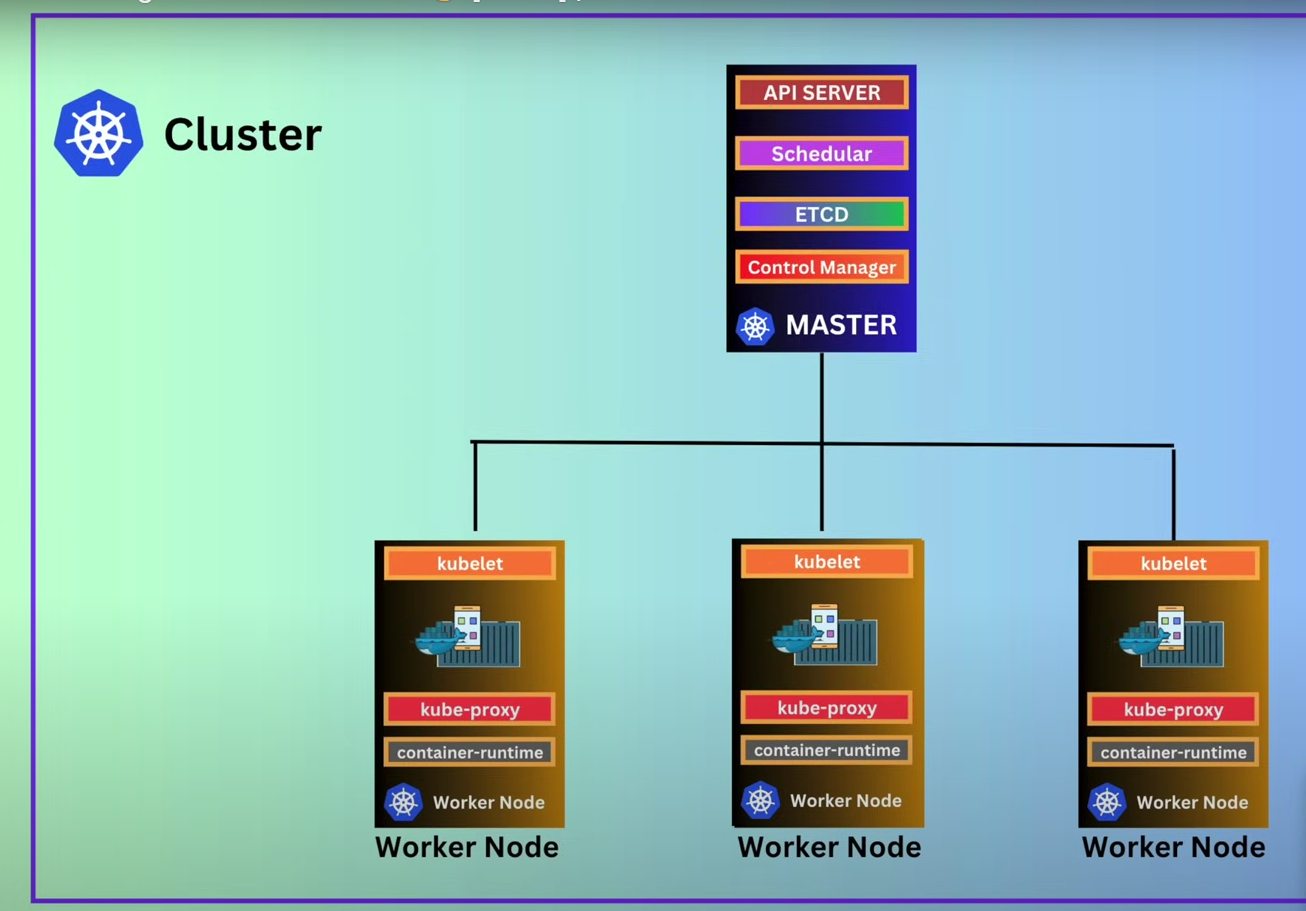 Cluster
API SERVER
Schedular
ETCD
Control Manager
MASTER
kubelet
kube-proxy
container-runtime
Worker Node
Worker Node
kubelet
kube-proxy
container-runtime
Worker Node
Worker Node
kubelet
kube-proxy
container-runtime
Worker Node
Worker Node